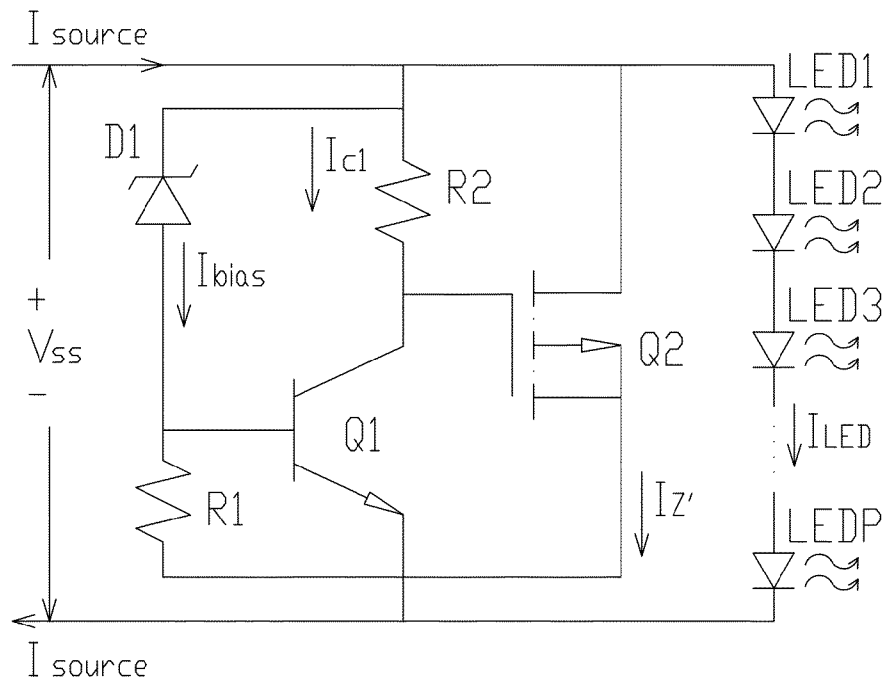 I source
LED1
D1
Ic1
R2
LED2
Ibias
+
Vss
-
LED3
Q2
Q1
ILED
R1
Iz'
LEDP
I source